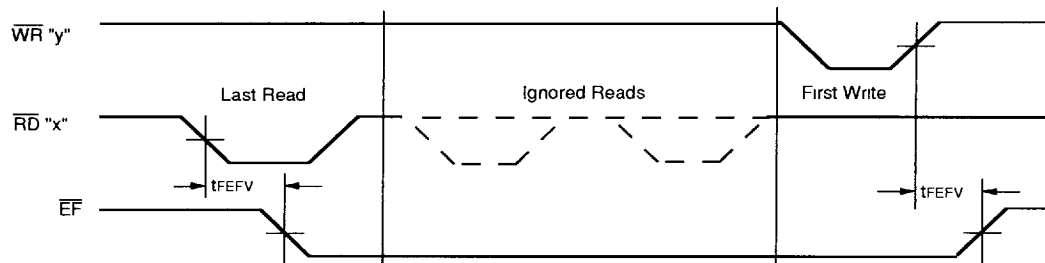 WR "y"
Last Read Ignored Reads First Write
RD "x"
tFEFV tFEFV
EF